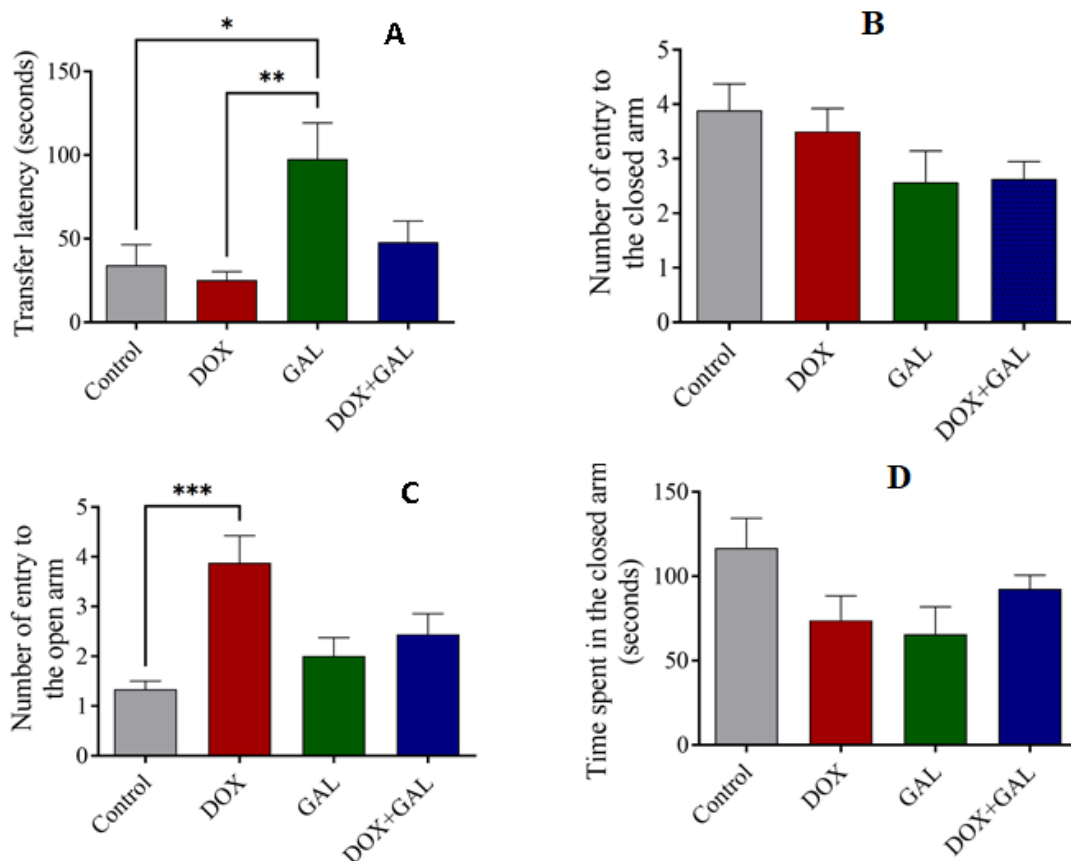 A
*
**
Transfer latency (seconds)
150
100
50
0
Control
DOX
GAL
DOX+GAL
B
Number of entry to
the closed arm
5
4
3
2
1
0
Control
DOX
GAL
DOX+GAL
C
***
Number of entry to
the open arm
5
4
3
2
1
0
Control
DOX
GAL
DOX+GAL
D
Time spent in the closed arm
(seconds)
150
100
50
0
Control
DOX
GAL
DOX+GAL